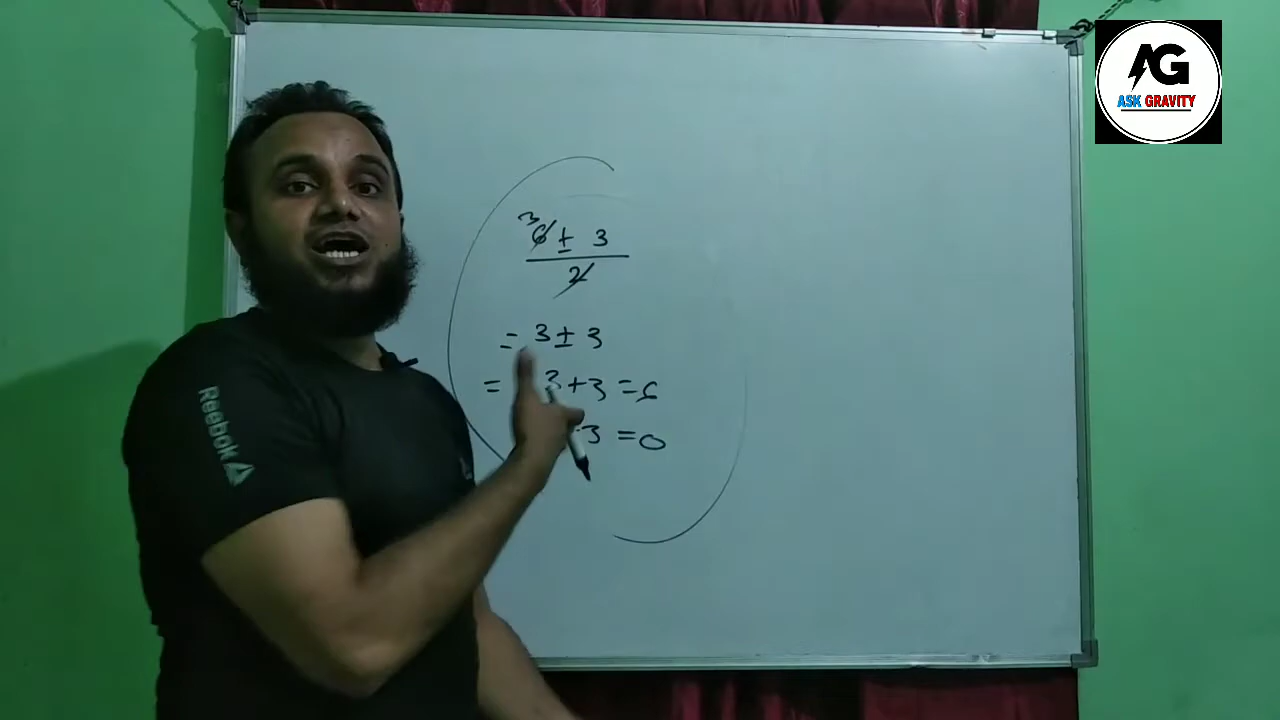 AG
ASK GRAVITY
Reebok
3
6 ± 3
2
= 3 ± 3
= 3 + 3 = 6
3 = 0